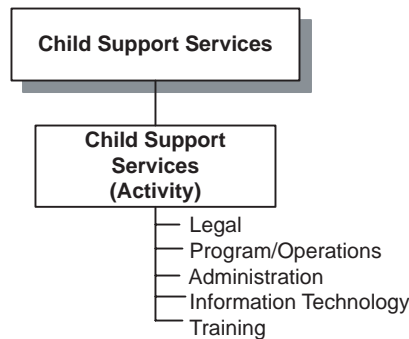 Child Support Services
Child Support
Services
(Activity)
Legal
Program/Operations
Administration
Information Technology
Training